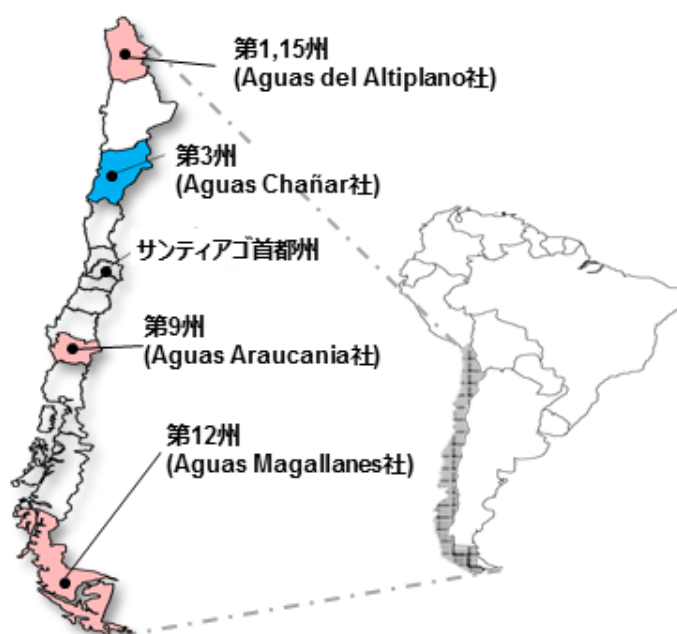 第1,15州
(Aguas del Altiplano社)
第3州
(Aguas Chañar社)
サンティアゴ首都州
第9州
(Aguas Araucania社)
第12州
(Aguas Magallanes社)